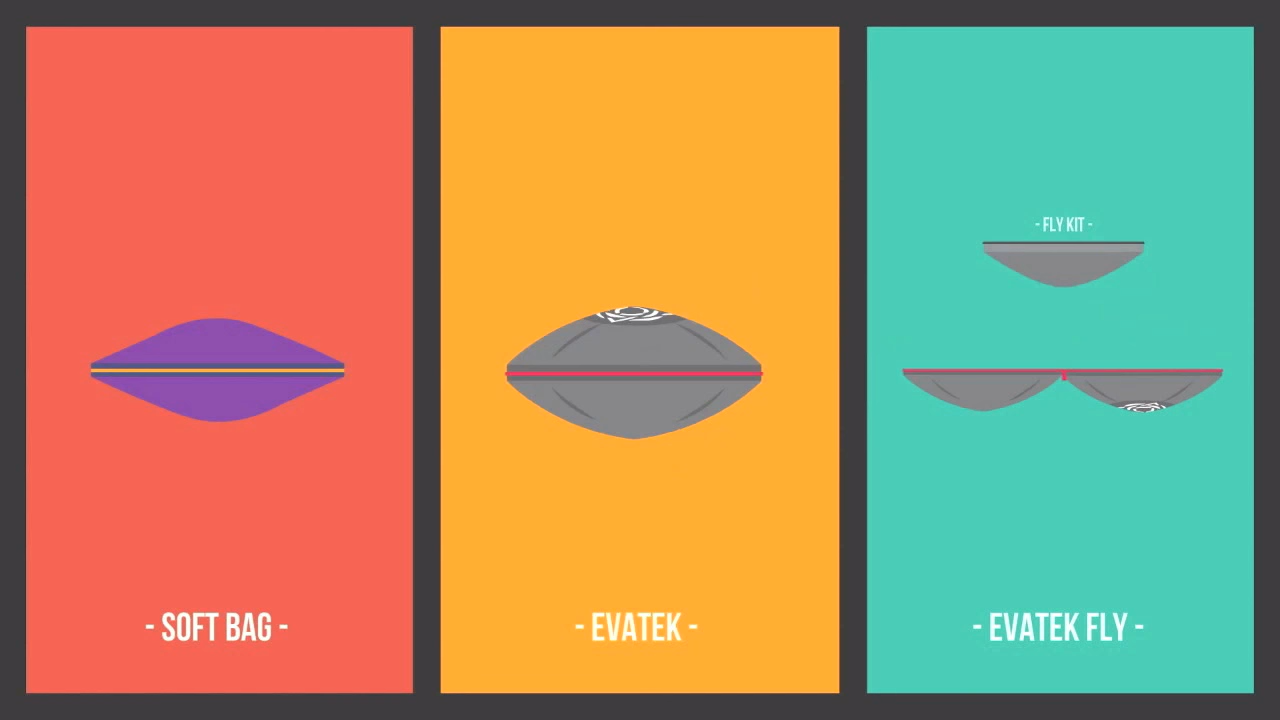 - FLY KIT -
- SOFT BAG -
- EVATEK -
- EVATEK FLY -